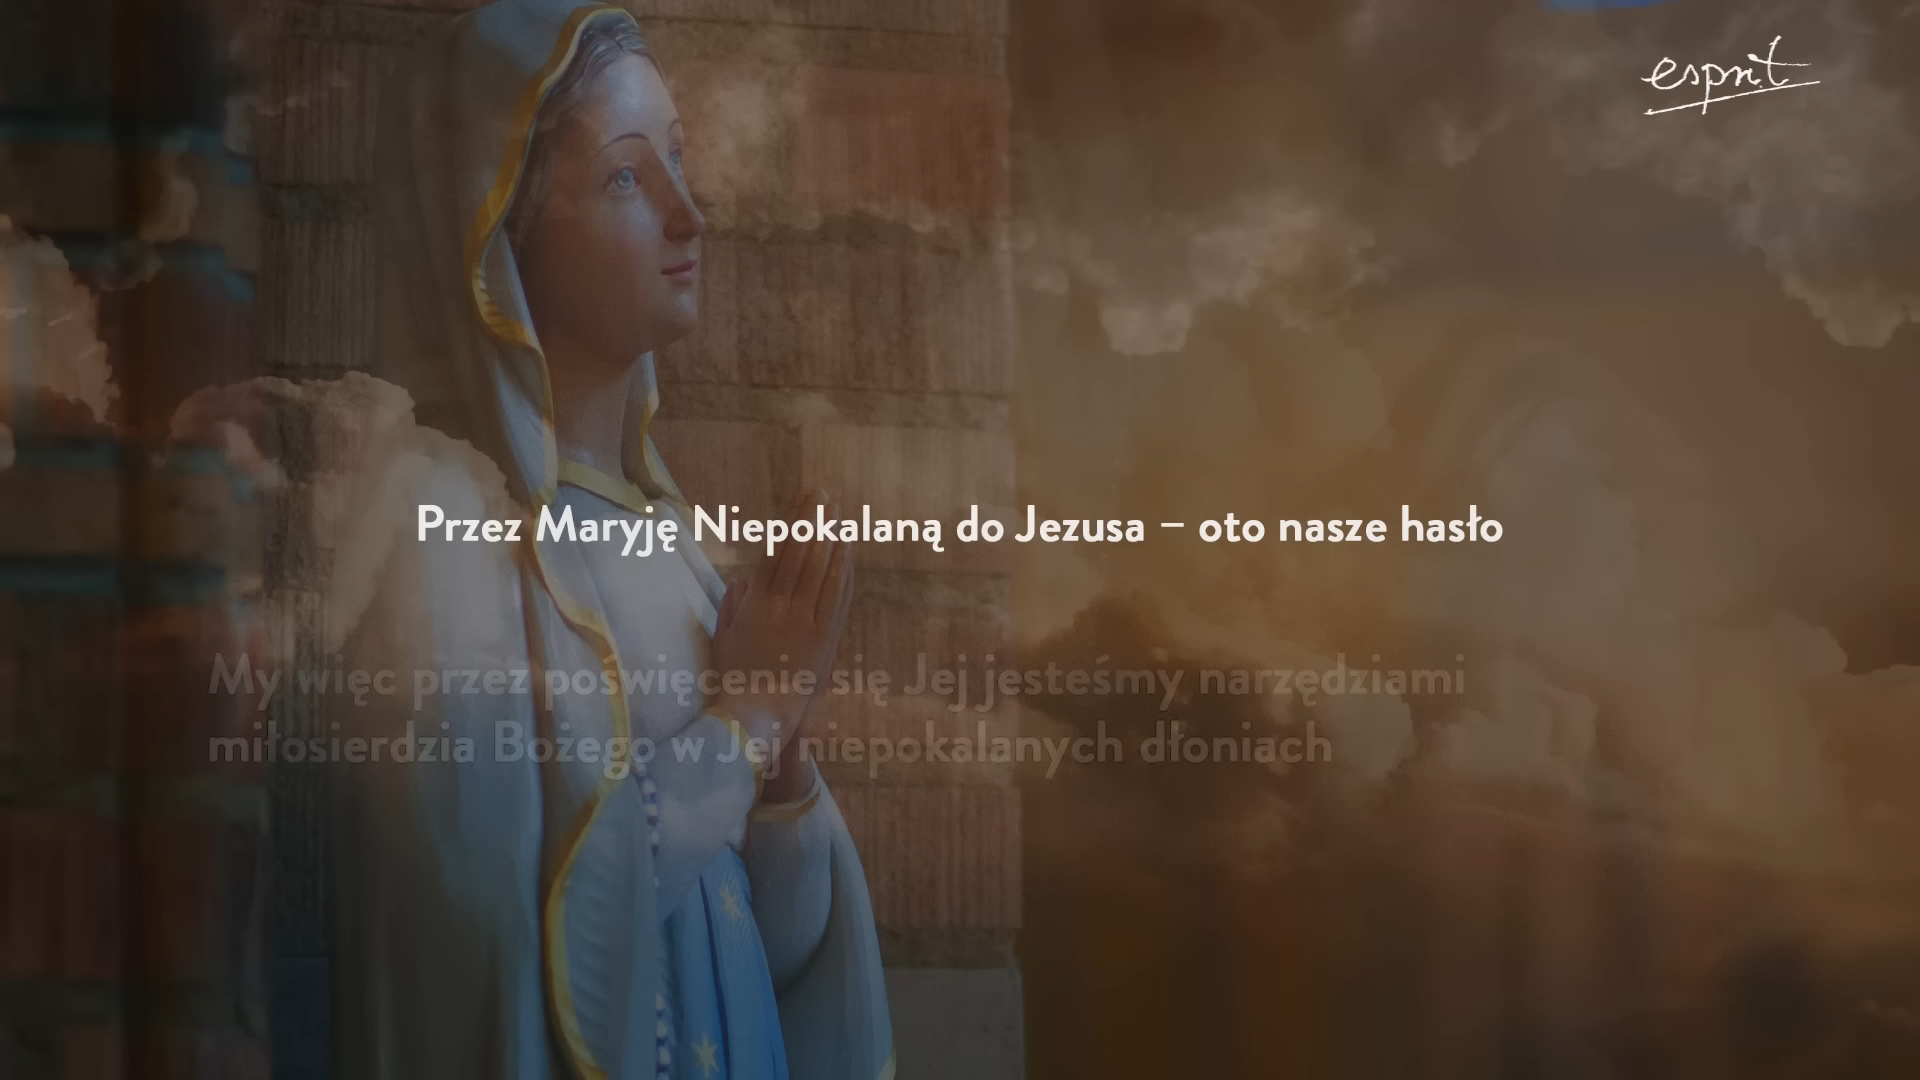 esprit
Przez Maryję Niepokalaną do Jezusa – oto nasze hasło
My więc przez poświęcenie się Jej jesteśmy narzędziami
miłosierdzia Bożego w Jej niepokalanych dłoniach